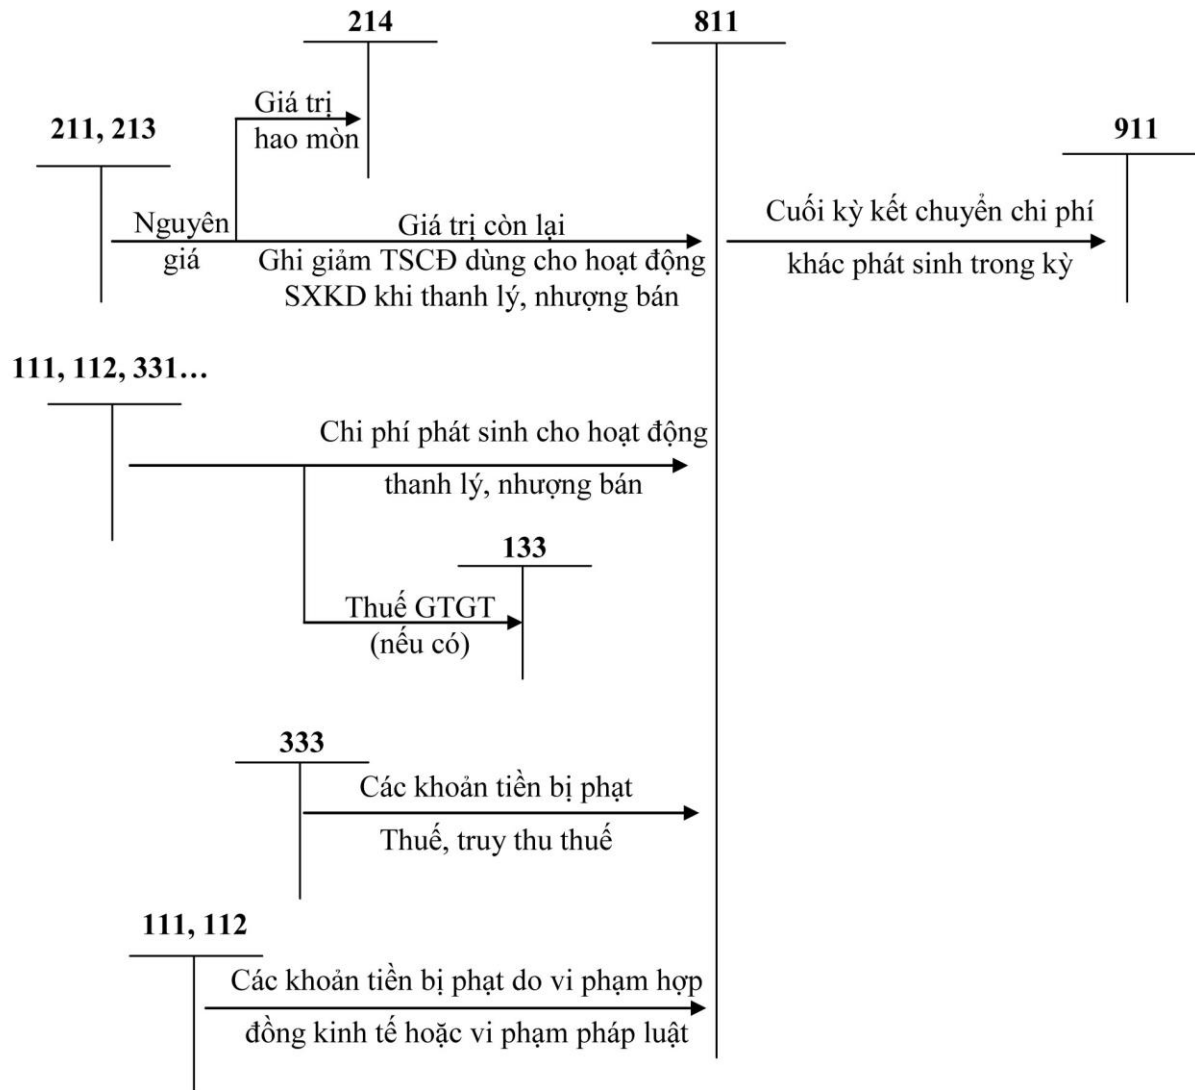 214
811
Giá trị
hao mòn
211, 213
911
Nguyên
giá
Giá trị còn lại
Ghi giảm TSCĐ dùng cho hoạt động
SXKD khi thanh lý, nhượng bán
Cuối kỳ kết chuyển chi phí
khác phát sinh trong kỳ
111, 112, 331…
Chi phí phát sinh cho hoạt động
thanh lý, nhượng bán
133
Thuế GTGT
(nếu có)
333
Các khoản tiền bị phạt
Thuế, truy thu thuế
111, 112
Các khoản tiền bị phạt do vi phạm hợp
đồng kinh tế hoặc vi phạm pháp luật